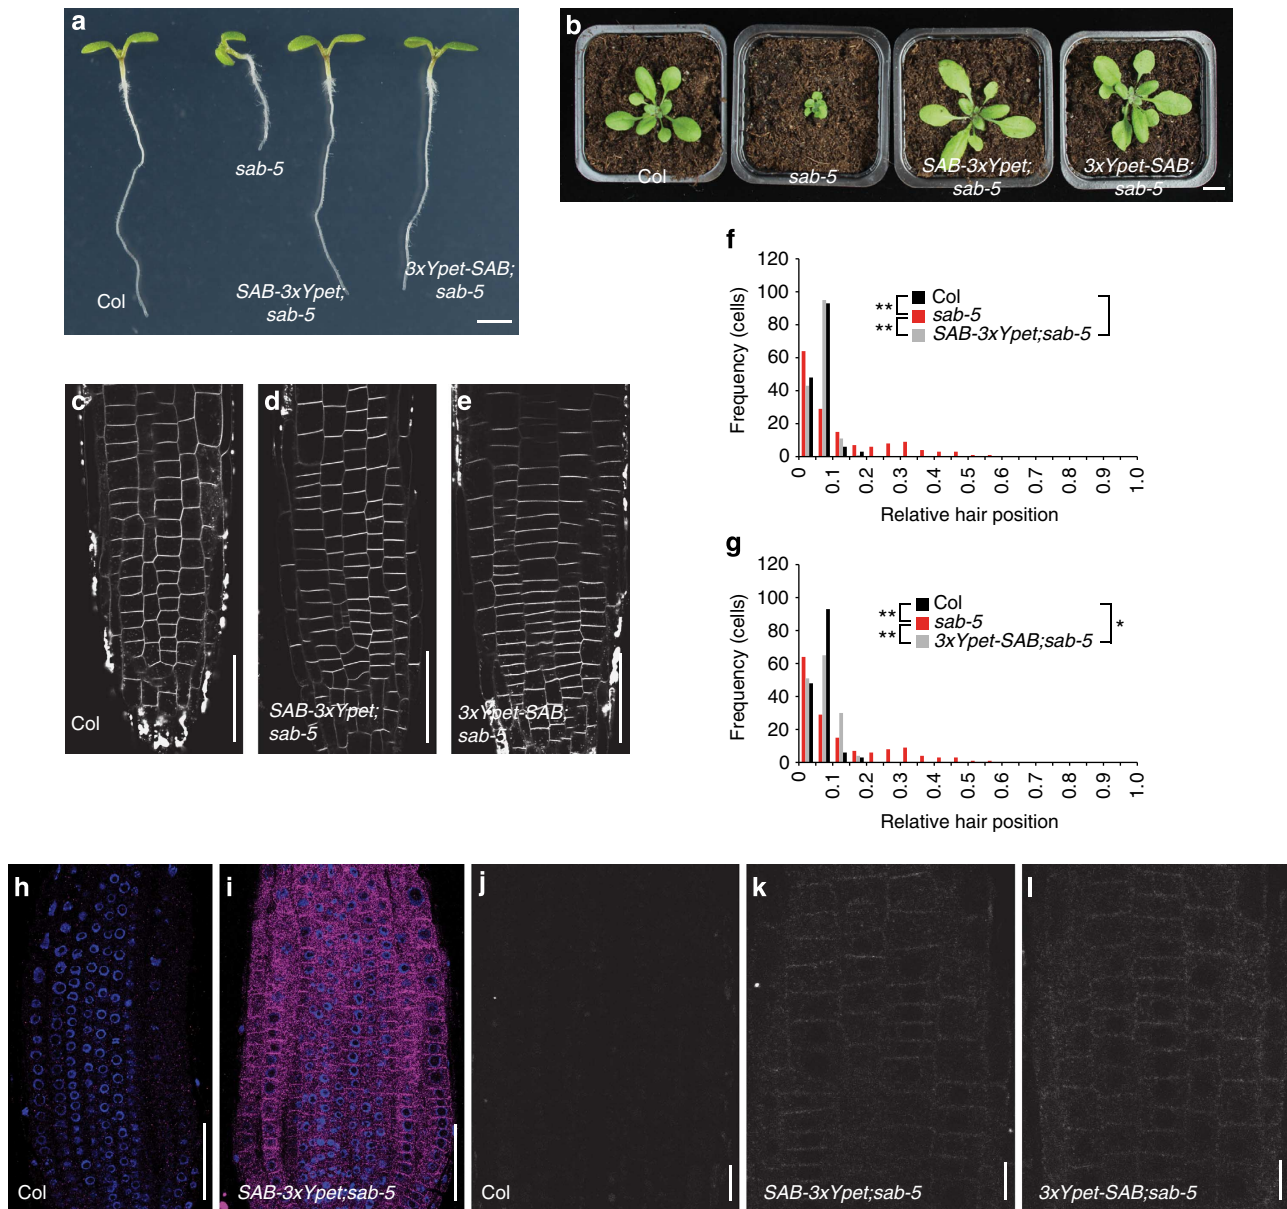 a
Col
sab-5
SAB-3xYpet;
sab-5
3xYpet-SAB;
sab-5
b
Col
sab-5
SAB-3xYpet;
sab-5
3xYpet-SAB;
sab-5
c
Col
d
SAB-3xYpet;
sab-5
e
3xYpet-SAB;
sab-5
f
Frequency (cells)
120
100
80
60
40
20
0
0
0.1
0.2
0.3
0.4
0.5
0.6
0.7
0.8
0.9
1.0
Relative hair position
** Col
** sab-5
SAB-3xYpet;sab-5
g
Frequency (cells)
120
100
80
60
40
20
0
0
0.1
0.2
0.3
0.4
0.5
0.6
0.7
0.8
0.9
1.0
Relative hair position
** Col
** sab-5 *
3xYpet-SAB;sab-5
h
Col
i
SAB-3xYpet;sab-5
j
Col
k
SAB-3xYpet;sab-5
l
3xYpet-SAB;sab-5